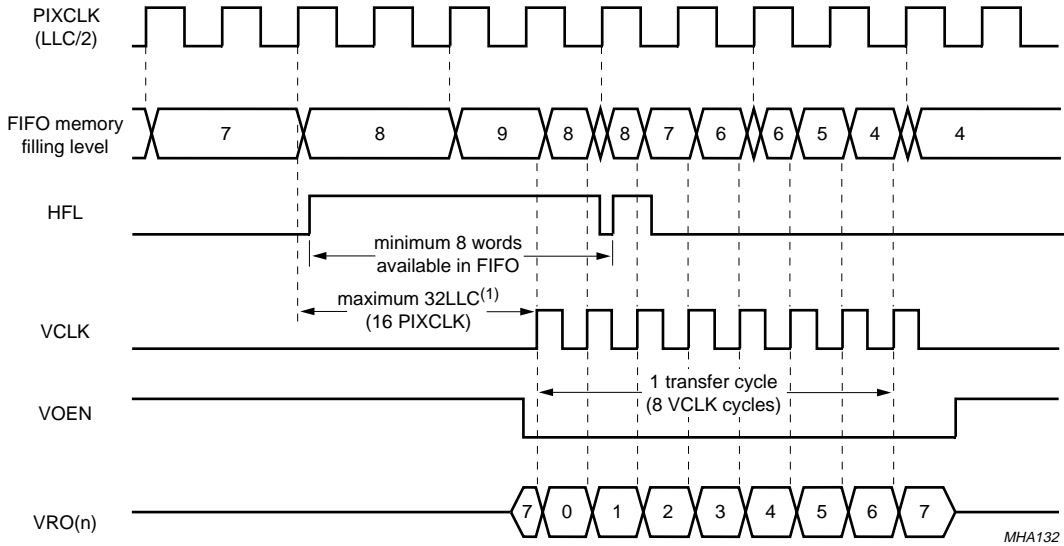 PIXCLK
(LLC/2)
FIFO memory
filling level
7 8 9 8 8 7 6 6 5 4 4
HFL
minimum 8 words
available in FIFO
maximum 32LLC(1)
(16 PIXCLK)
VCLK
1 transfer cycle
(8 VCLK cycles)
VOEN
VRO(n)
7 0 1 2 3 4 5 6 7
MHA132